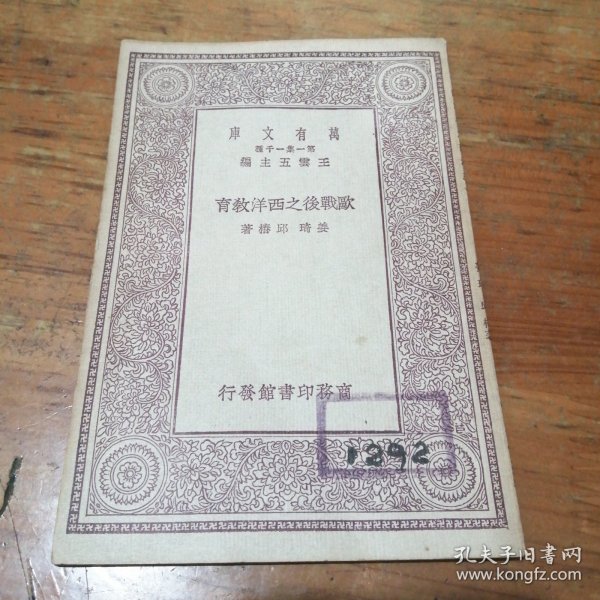 萬有文庫
第一集一千種
王雲五主編
歐戰後之西洋教育
姜琦 邱椿著
商務印書館發行
1292
孔夫子旧書网
www.kongfz.com